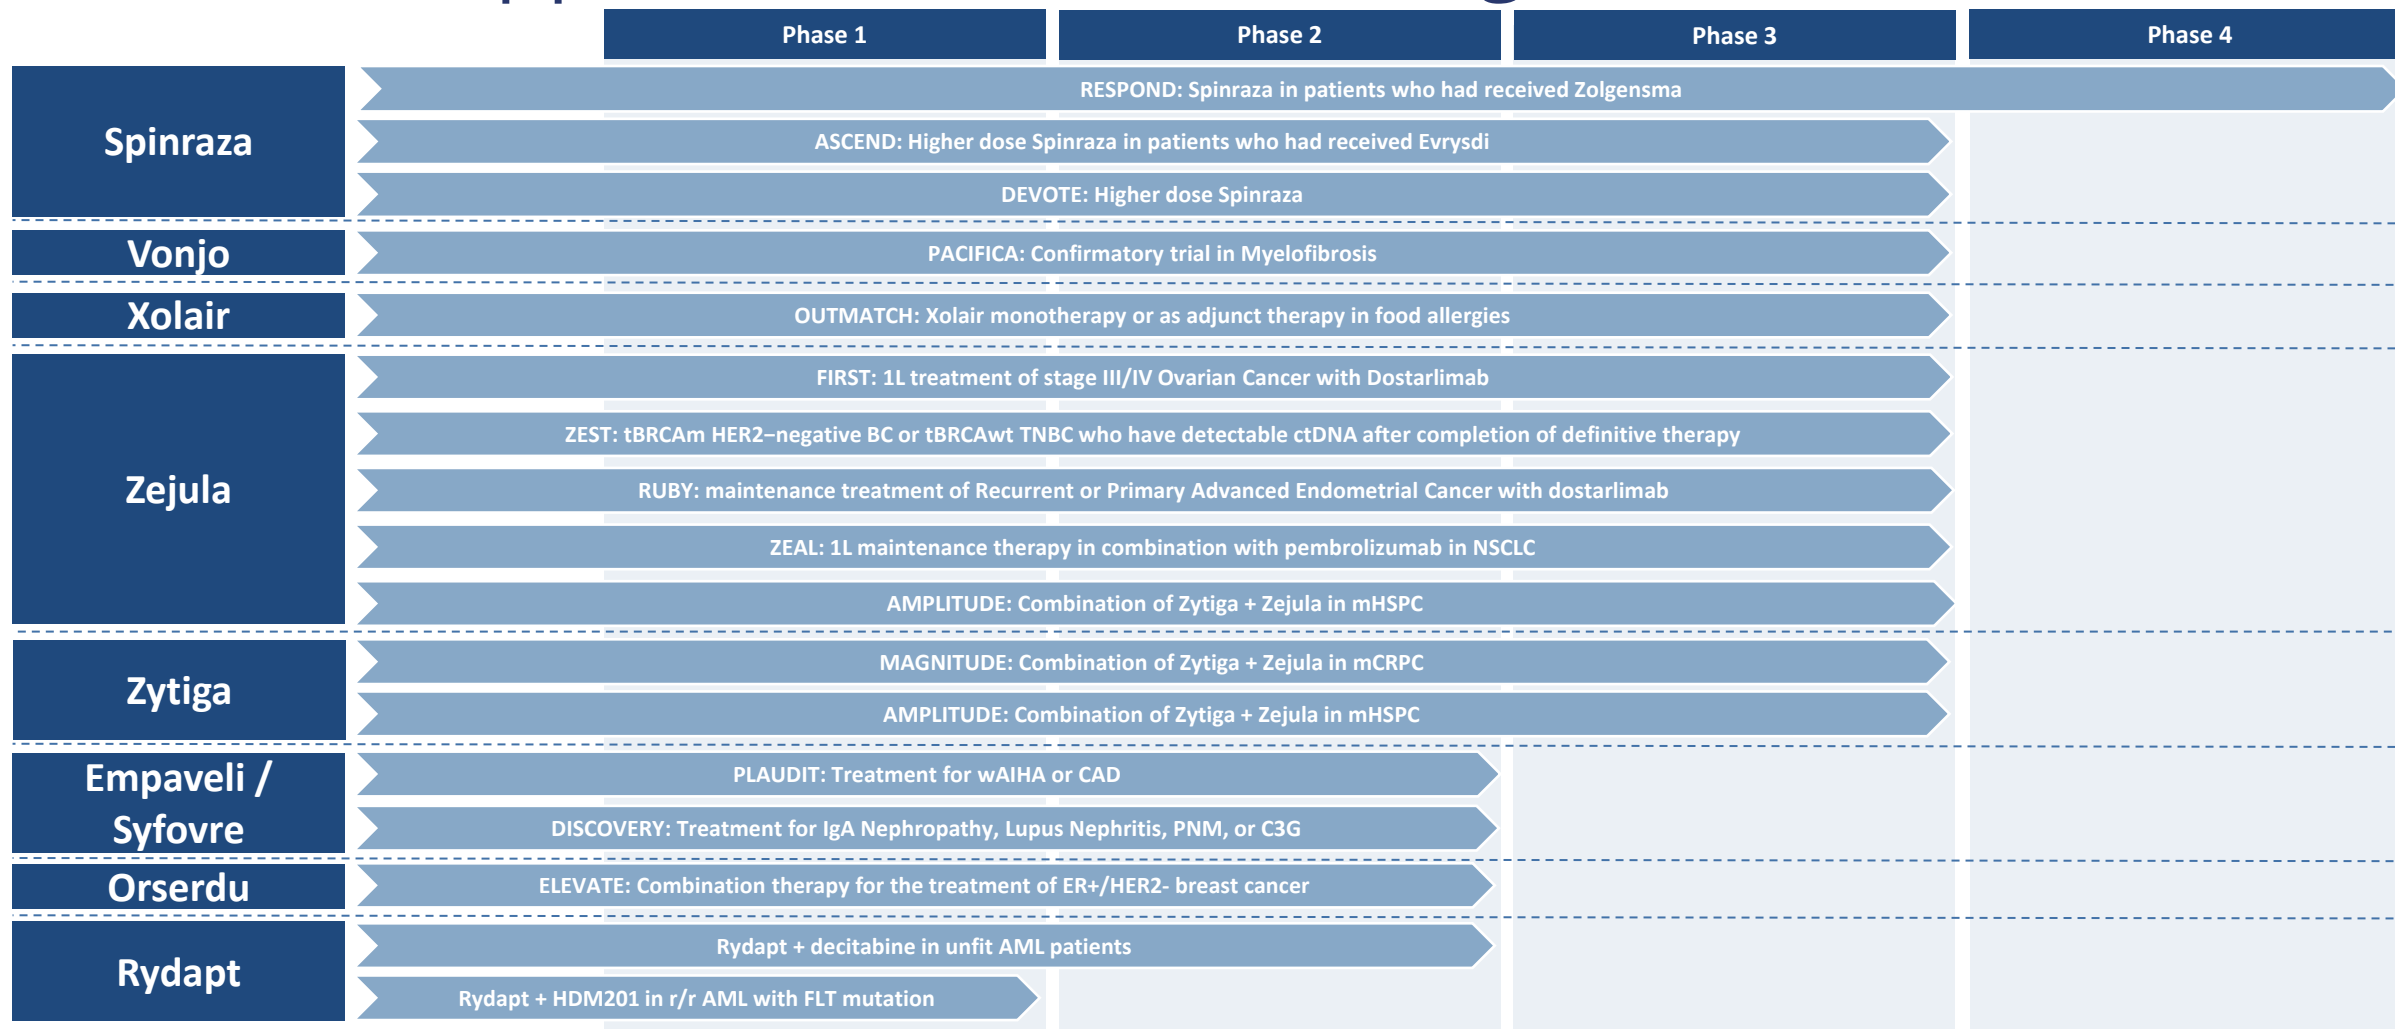 Phase 1
Phase 2
Phase 3
Phase 4
Spinraza
RESPOND: Spinraza in patients who had received Zolgensma
ASCEND: Higher dose Spinraza in patients who had received Evrysdi
DEVOTE: Higher dose Spinraza
Vonjo
PACIFICA: Confirmatory trial in Myelofibrosis
Xolair
OUTMATCH: Xolair monotherapy or as adjunct therapy in food allergies
Zejula
FIRST: 1L treatment of stage III/IV Ovarian Cancer with Dostarlimab
ZEST: tBRCAm HER2−negative BC or tBRCAwt TNBC who have detectable ctDNA after completion of definitive therapy
RUBY: maintenance treatment of Recurrent or Primary Advanced Endometrial Cancer with dostarlimab
ZEAL: 1L maintenance therapy in combination with pembrolizumab in NSCLC
AMPLITUDE: Combination of Zytiga + Zejula in mHSPC
Zytiga
MAGNITUDE: Combination of Zytiga + Zejula in mCRPC
AMPLITUDE: Combination of Zytiga + Zejula in mHSPC
Empaveli /
Syfovre
PLAUDIT: Treatment for wAIHA or CAD
DISCOVERY: Treatment for IgA Nephropathy, Lupus Nephritis, PNM, or C3G
Orserdu
ELEVATE: Combination therapy for the treatment of ER+/HER2- breast cancer
Rydapt
Rydapt + decitabine in unfit AML patients
Rydapt + HDM201 in r/r AML with FLT mutation